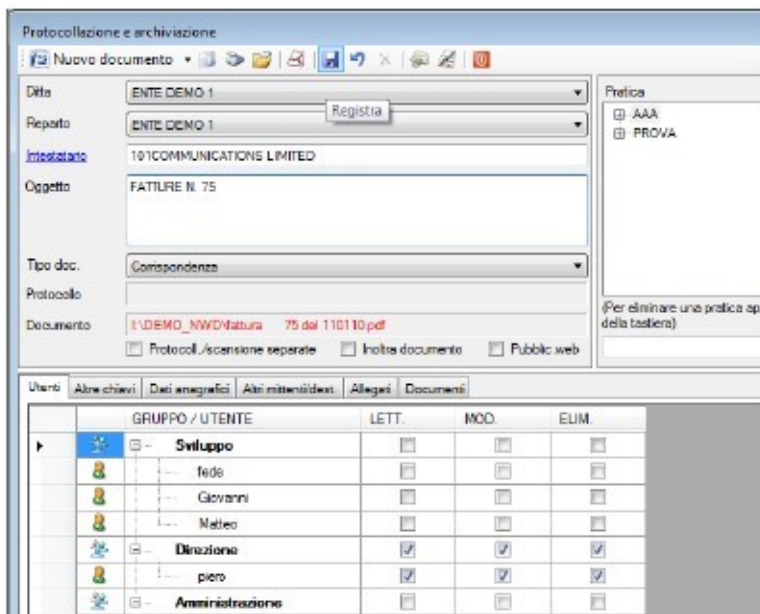 Protocollazione e archiviazione
Nuovo documento
Ditta ENTE DEMO 1
Registra
Reparto ENTE DEMO 1
Intestatario 101COMMUNICATIONS LIMITED
Oggetto FATTURE N. 75
Tipo doc. Corrispondenza
Protocollo
Documento I:\DEMO_NWD\fattura 75 del 110110.pdf
Protocoll./scansione separate Inoltra documento Pubblic.web
Pratica
AAA
PROVA
(Per eliminare una pratica ap
della tastiera)
Utenti Altre chiavi Dati anagrafici Altri mittenti/dest. Allegati Documenti
GRUPPO / UTENTE LETT. MOD. ELIM.
Sviluppo
fede
Giovanni
Matteo
Direzione
piero
Amministrazione